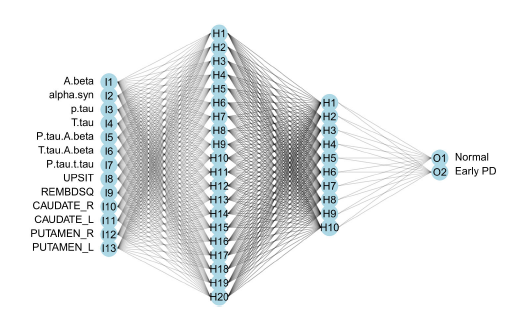 A.beta I1
alpha.syn I2
p.tau I3
T.tau I4
P.tau.A.beta I5
T.tau.A.beta I6
P.tau.t.tau I7
UPSIT I8
REMBDSQ I9
CAUDATE_R I10
CAUDATE_L I11
PUTAMEN_R I12
PUTAMEN_L I13
H1
H2
H3
H4
H5
H6
H7
H8
H9
H10
H11
H12
H13
H14
H15
H16
H17
H18
H19
H20
H1
H2
H3
H4
H5
H6
H7
H8
H9
H10
O1 Normal
O2 Early PD